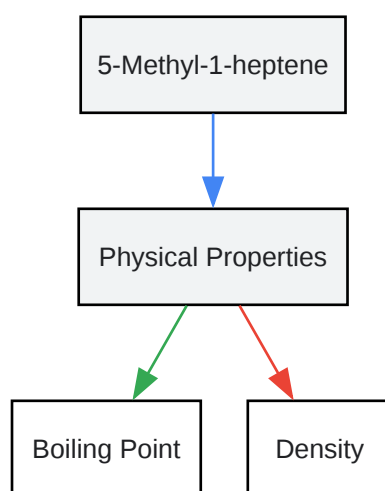 5-Methyl-1-heptene
Physical Properties
Boiling Point
Density